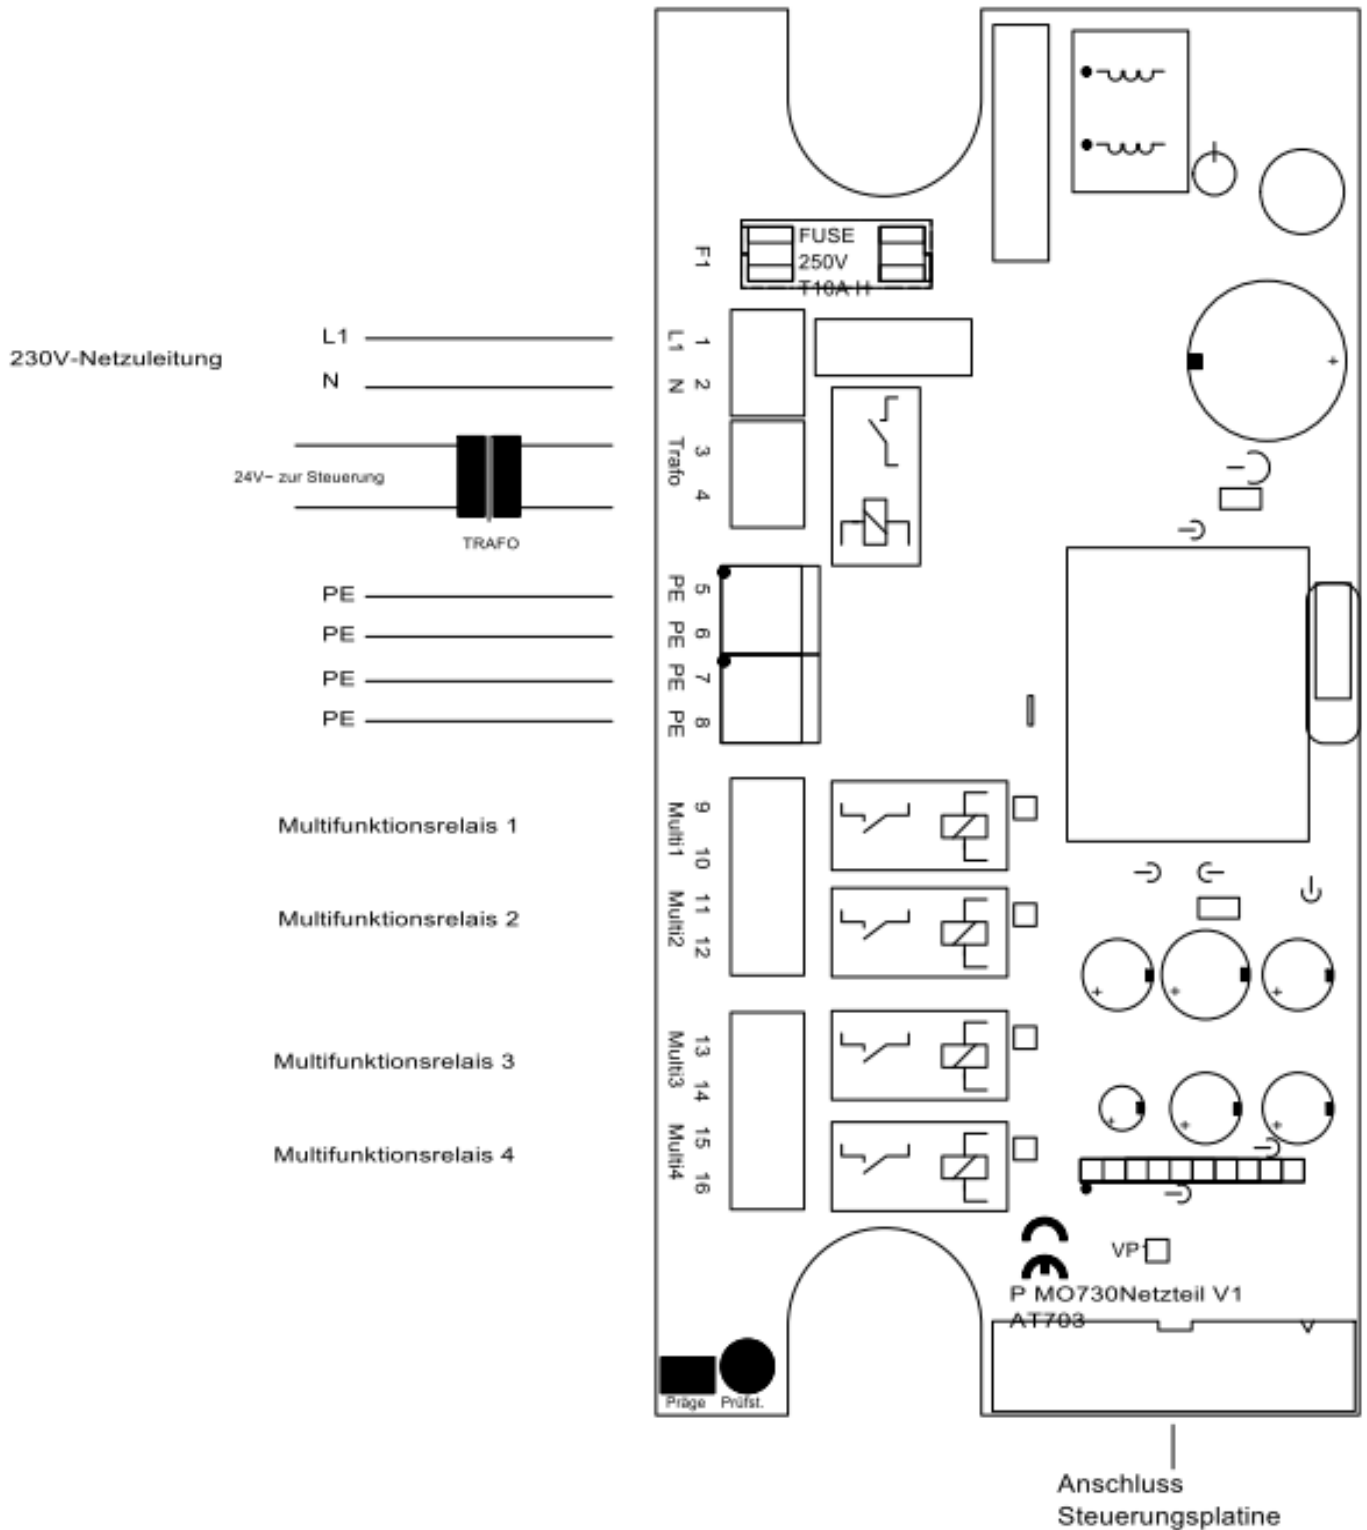 FUSE
250V
T10A H
F1
230V-Netzuleitung
L1
N
L1 1
N 2
24V~ zur Steuerung
TRAFO
Trafo 3
4
PE
PE
PE
PE
PE 5
PE 6
PE 7
PE 8
Multifunktionsrelais 1
Multi1 9
10
Multifunktionsrelais 2
Multi2 11
12
Multifunktionsrelais 3
Multi3 13
14
Multifunktionsrelais 4
Multi4 15
16
CE
VP
P MO730Netzteil V1
AT703
Präge Prüfst.
Anschluss
Steuerungsplatine